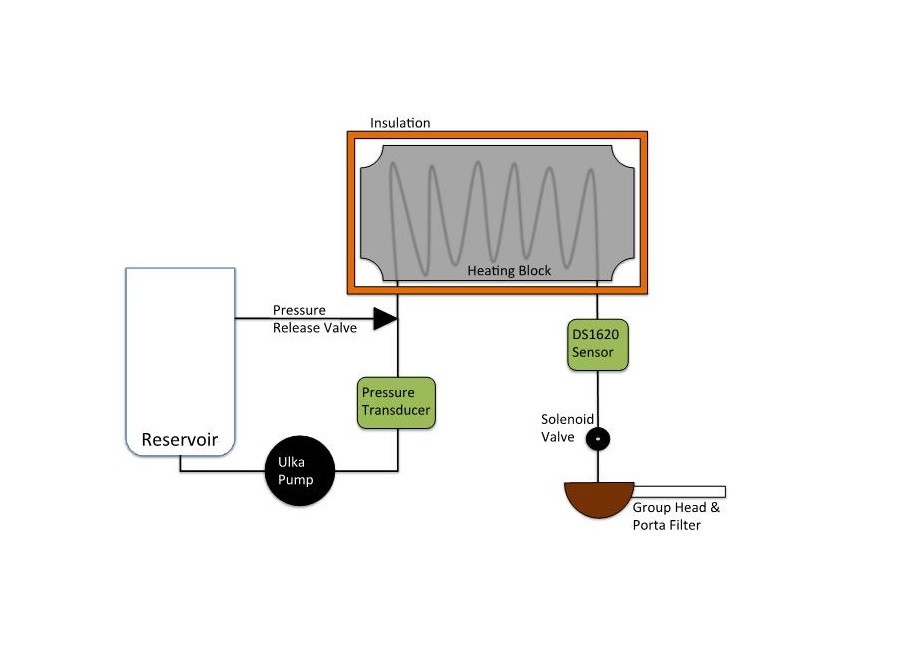 Insulation
Heating Block
Pressure
Release Valve
DS1620
Sensor
Pressure
Transducer
Solenoid
Valve
Reservoir
Ulka
Pump
Group Head &
Porta Filter